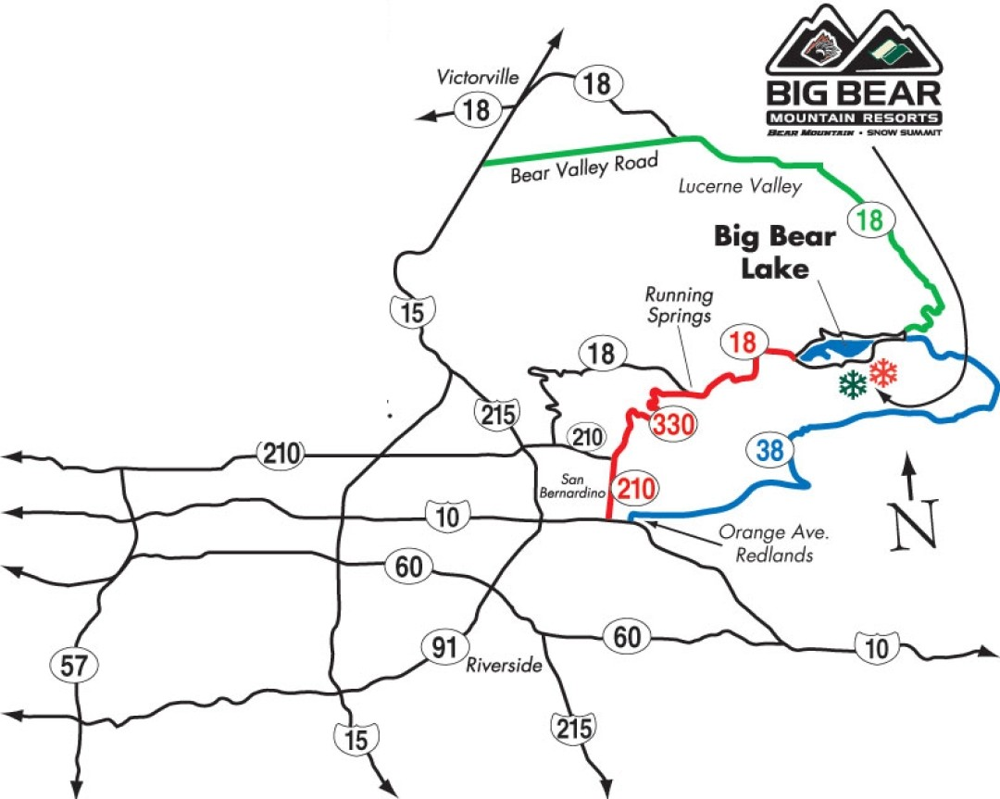 BIG BEAR
MOUNTAIN RESORTS
BEAR MOUNTAIN • SNOW SUMMIT
Victorville
18
18
Bear Valley Road
Lucerne Valley
18
Big Bear
Lake
15
Running
Springs
18
18
215
330
210
210
38
San
Bernardino
210
10
N
Orange Ave.
Redlands
60
91
Riverside
60
10
57
15
215